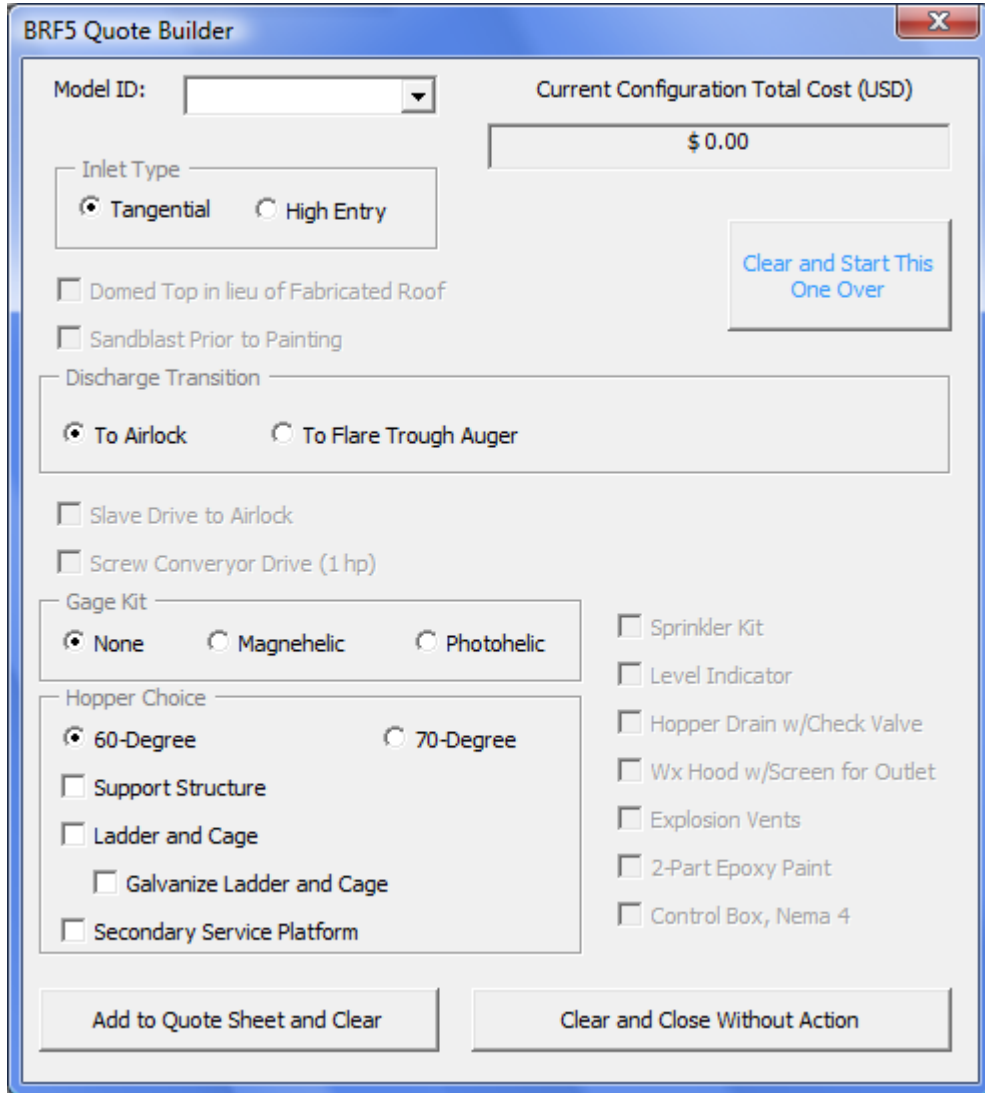 BRF5 Quote Builder
Model ID:
Current Configuration Total Cost (USD)
$ 0.00
Inlet Type
Tangential High Entry
Clear and Start This
One Over
Domed Top in lieu of Fabricated Roof
Sandblast Prior to Painting
Discharge Transition
To Airlock To Flare Trough Auger
Slave Drive to Airlock
Screw Converyor Drive (1 hp)
Gage Kit
None Magnehelic Photohelic
Hopper Choice
60-Degree 70-Degree
Support Structure
Ladder and Cage
Galvanize Ladder and Cage
Secondary Service Platform
Sprinkler Kit
Level Indicator
Hopper Drain w/Check Valve
Wx Hood w/Screen for Outlet
Explosion Vents
2-Part Epoxy Paint
Control Box, Nema 4
Add to Quote Sheet and Clear
Clear and Close Without Action